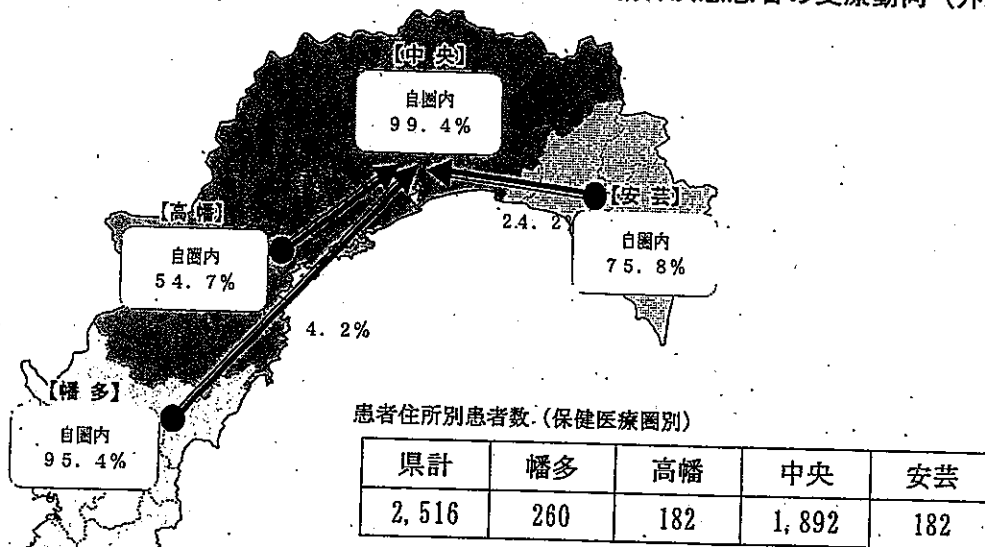 【中 央】
自圏内
99.4%
【高 幡】
自圏内
54.7%
24.2
【安 芸】
自圏内
75.8%
4.2%
【幡 多】
自圏内
95.4%
患者住所別患者数.(保健医療圏別)
県計 幡多 高幡 中央 安芸
2,516 260 182 1,892 182